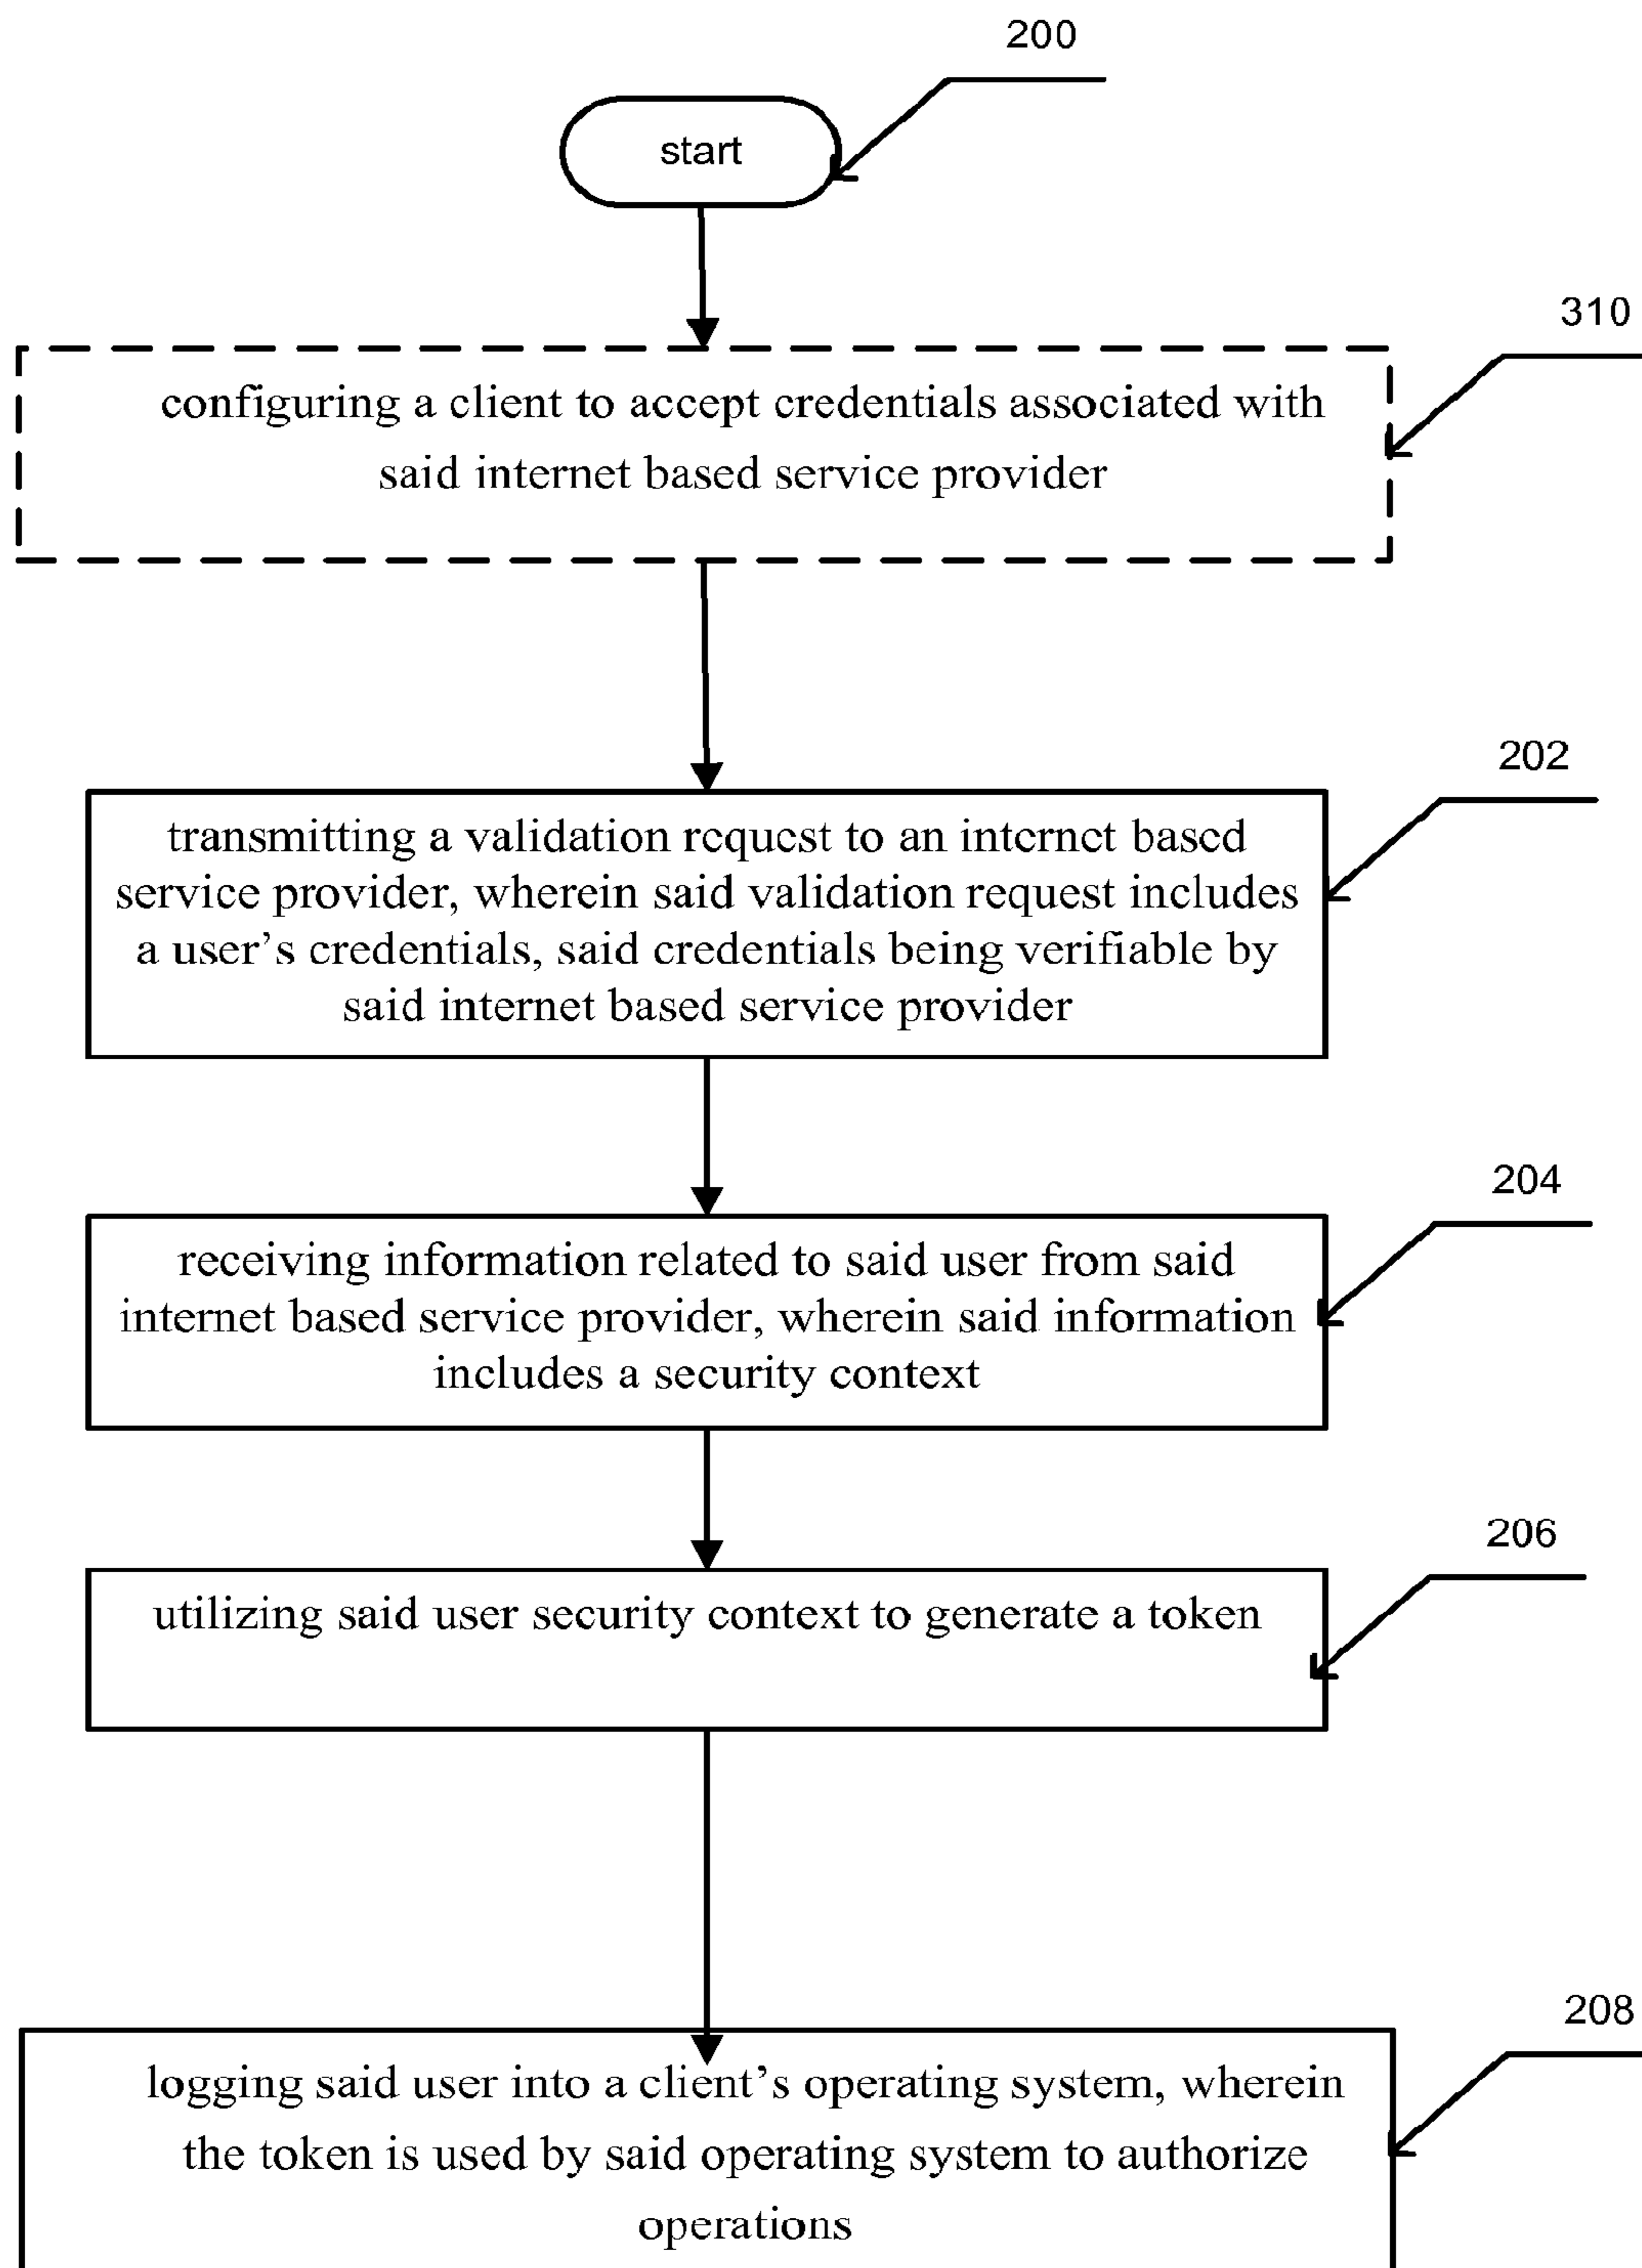 200
start
310
configuring a client to accept credentials associated with
said internet based service provider
202
transmitting a validation request to an internet based
service provider, wherein said validation request includes
a user's credentials, said credentials being verifiable by
said internet based service provider
204
receiving information related to said user from said
internet based service provider, wherein said information
includes a security context
206
utilizing said user security context to generate a token
208
logging said user into a client's operating system, wherein
the token is used by said operating system to authorize
operations